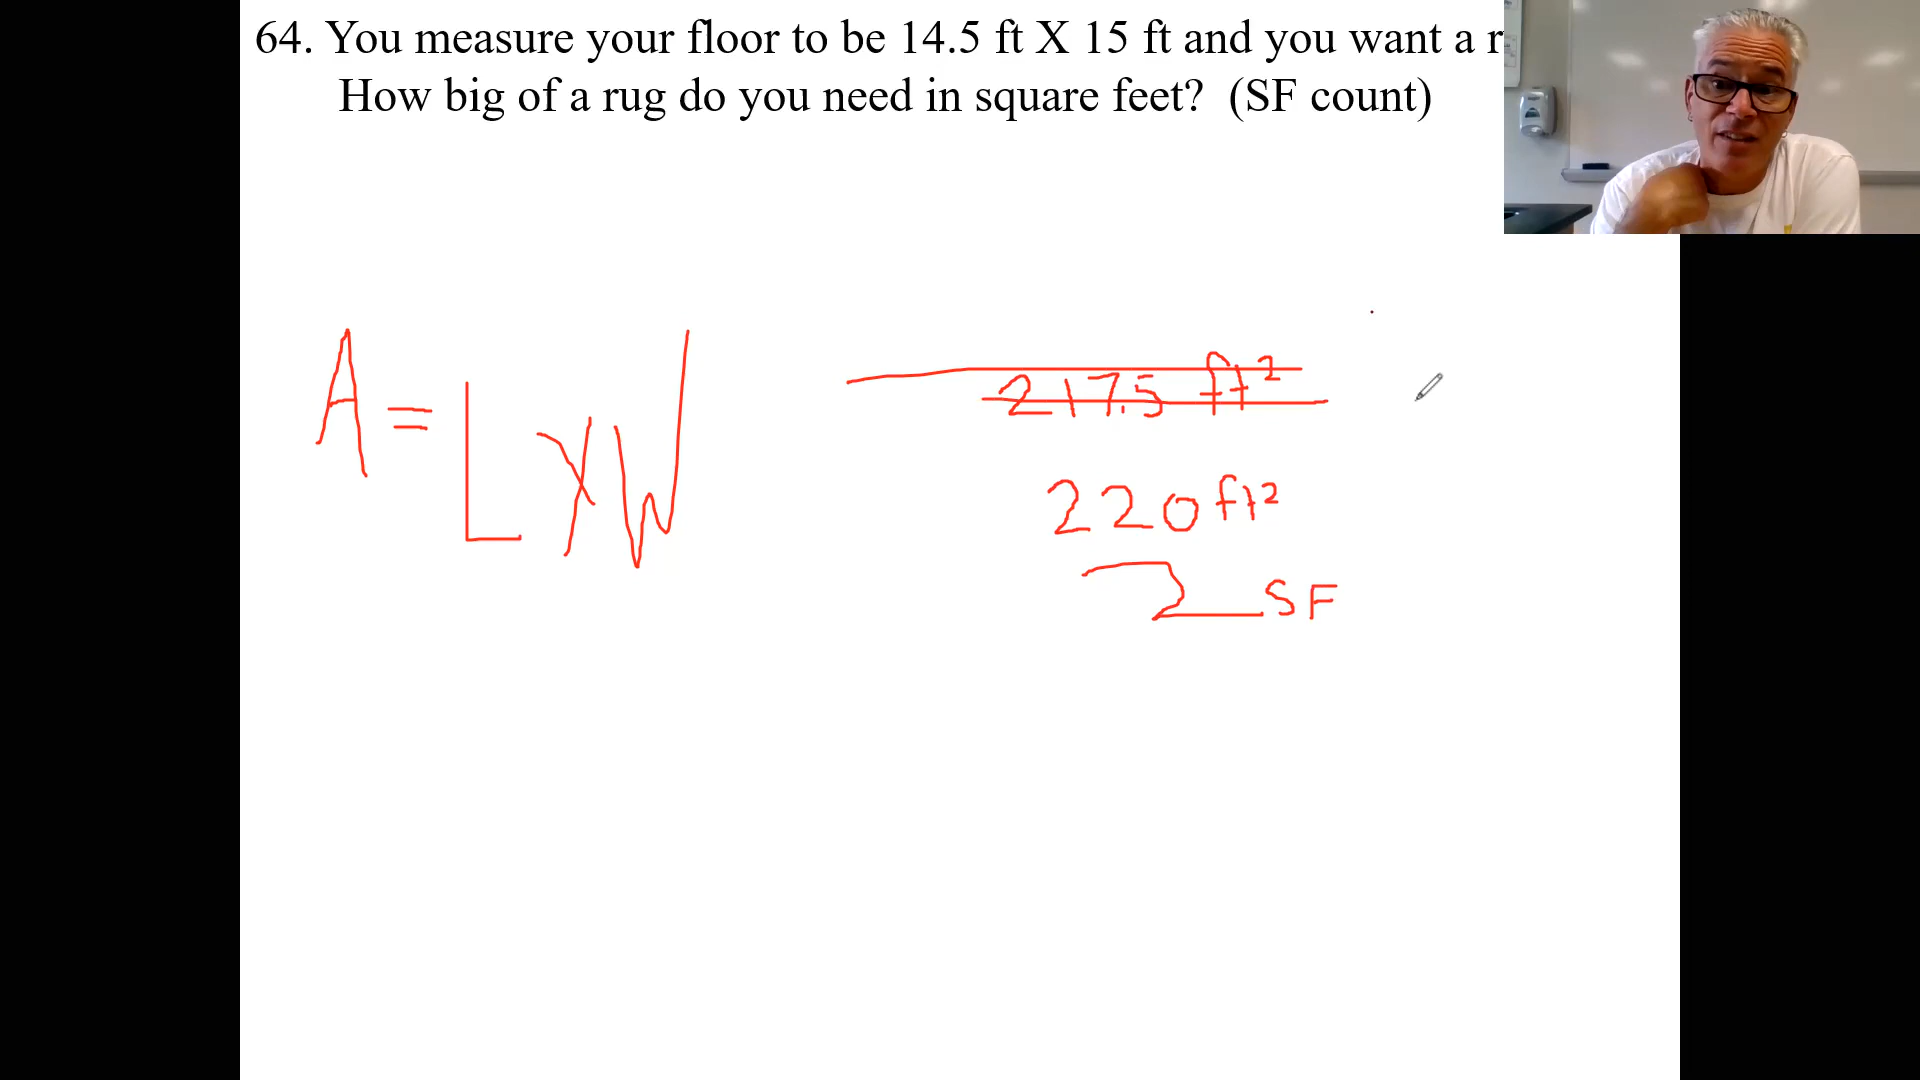 64. You measure your floor to be 14.5 ft X 15 ft and you want a r
How big of a rug do you need in square feet? (SF count)
A = L X W
217.5 ft²
220 ft²
2 SF